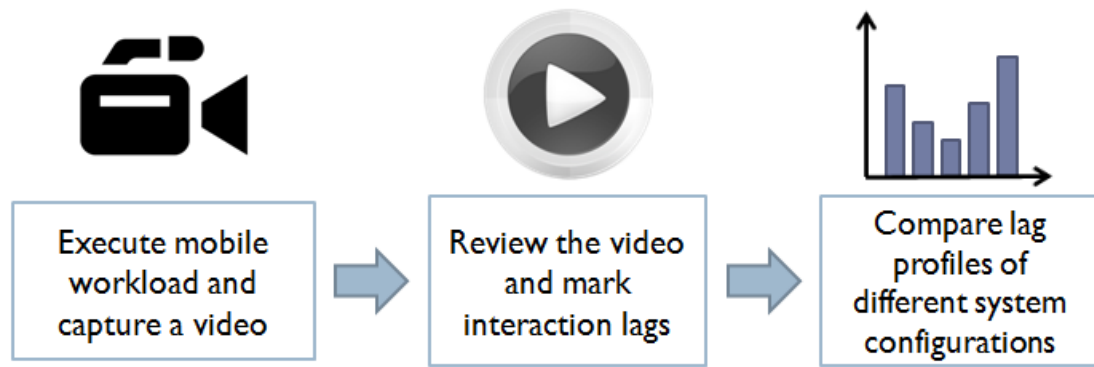 Execute mobile
workload and
capture a video
Review the video
and mark
interaction lags
Compare lag
profiles of
different system
configurations